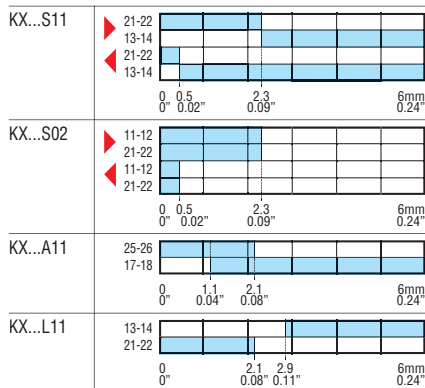 KX...S11
21-22
13-14
21-22
13-14
0 0.5 2.3 6mm
0" 0.02" 0.09" 0.24"
KX...S02
11-12
21-22
11-12
21-22
0 0.5 2.3 6mm
0" 0.02" 0.09" 0.24"
KX...A11
25-26
17-18
0 1.1 2.1 6mm
0" 0.04" 0.08" 0.24"
KX...L11
13-14
21-22
0 2.1 2.9 6mm
0" 0.08" 0.11" 0.24"